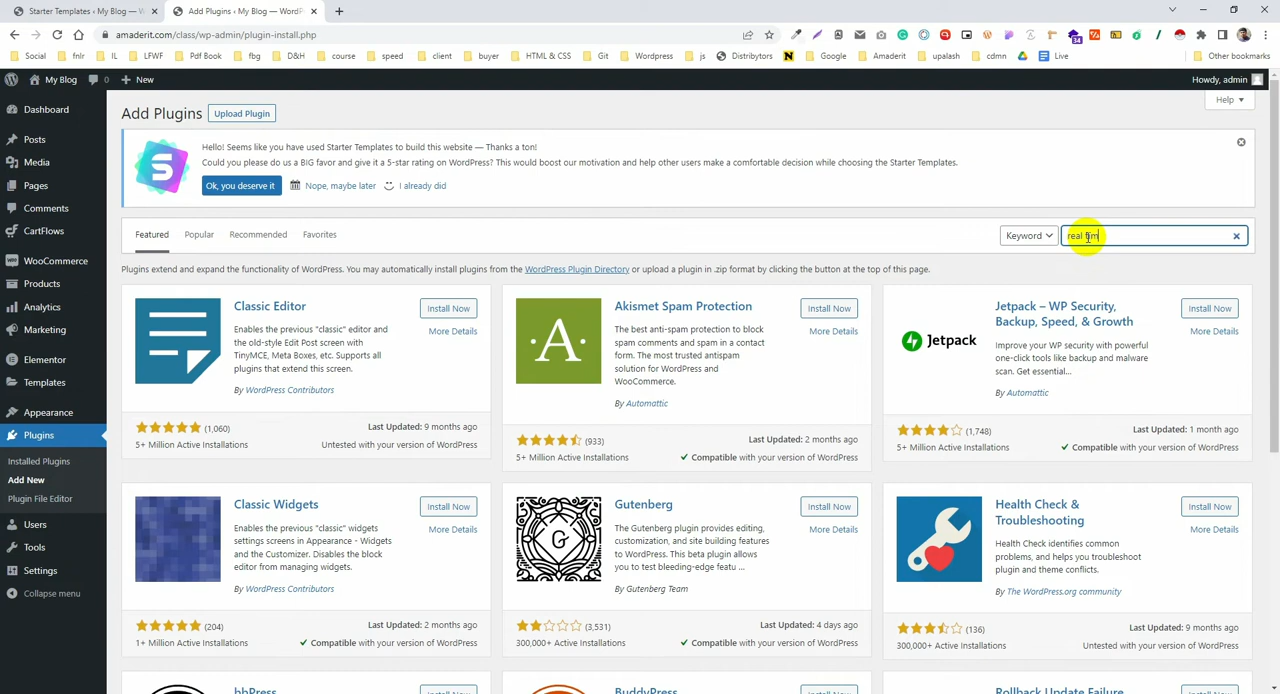 Starter Templates ‹ My Blog — W
Add Plugins ‹ My Blog — WordPr
amaderit.com/class/wp-admin/plugin-install.php
Social
fnlr
IL
LFWF
Pdf Book
fbg
D&H
course
speed
client
buyer
HTML & CSS
Git
Wordpress
js
Distributors
Google
Amaderit
upalash
cdmn
Live
Other bookmarks
My Blog
0
New
Howdy, admin
Dashboard
Posts
Media
Pages
Comments
CartFlows
WooCommerce
Products
Analytics
Marketing
Elementor
Templates
Appearance
Plugins
Installed Plugins
Add New
Plugin File Editor
Users
Tools
Settings
Collapse menu
Add Plugins
Upload Plugin
Help
Hello! Seems like you have used Starter Templates to build this website — Thanks a ton!
Could you please do us a BIG favor and give it a 5-star rating on WordPress? This would boost our motivation and help other users make a comfortable decision while choosing the Starter Templates.
Ok, you deserve it
Nope, maybe later
I already did
Featured
Popular
Recommended
Favorites
Keyword
real
Plugins extend and expand the functionality of WordPress. You may automatically install plugins from the WordPress Plugin Directory or upload a plugin in .zip format by clicking the button at the top of this page.
Classic Editor
Install Now
More Details
Enables the previous "classic" editor and
the old-style Edit Post screen with
TinyMCE, Meta Boxes, etc. Supports all
plugins that extend this screen.
By WordPress Contributors
(1,060)
Last Updated: 9 months ago
5+ Million Active Installations
Untested with your version of WordPress
Akismet Spam Protection
Install Now
More Details
The best anti-spam protection to block
spam comments and spam in a contact
form. The most trusted antispam
solution for WordPress and
WooCommerce.
By Automattic
(933)
Last Updated: 2 months ago
5+ Million Active Installations
Compatible with your version of WordPress
Jetpack
Jetpack – WP Security,
Backup, Speed, & Growth
Install Now
More Details
Improve your WP security with powerful
one-click tools like backup and malware
scan. Get essential...
By Automattic
(1,748)
Last Updated: 1 month ago
5+ Million Active Installations
Compatible with your version of WordPress
Classic Widgets
Install Now
More Details
Enables the previous "classic" widgets
settings screens in Appearance - Widgets
and the Customizer. Disables the block
editor from managing widgets.
By WordPress Contributors
(204)
Last Updated: 2 months ago
1+ Million Active Installations
Compatible with your version of WordPress
Gutenberg
Install Now
More Details
The Gutenberg plugin provides editing,
customization, and site building features
to WordPress. This beta plugin allows
you to test bleeding-edge featu ...
By Gutenberg Team
(3,531)
Last Updated: 4 days ago
300,000+ Active Installations
Compatible with your version of WordPress
Health Check &
Troubleshooting
Install Now
More Details
Health Check identifies common
problems, and helps you troubleshoot
plugin and theme conflicts.
By The WordPress.org community
(136)
Last Updated: 9 months ago
300,000+ Active Installations
Untested with your version of WordPress
bbPress
Install Now
BuddyPress
Install Now
Rollback Update Failure
Install Now